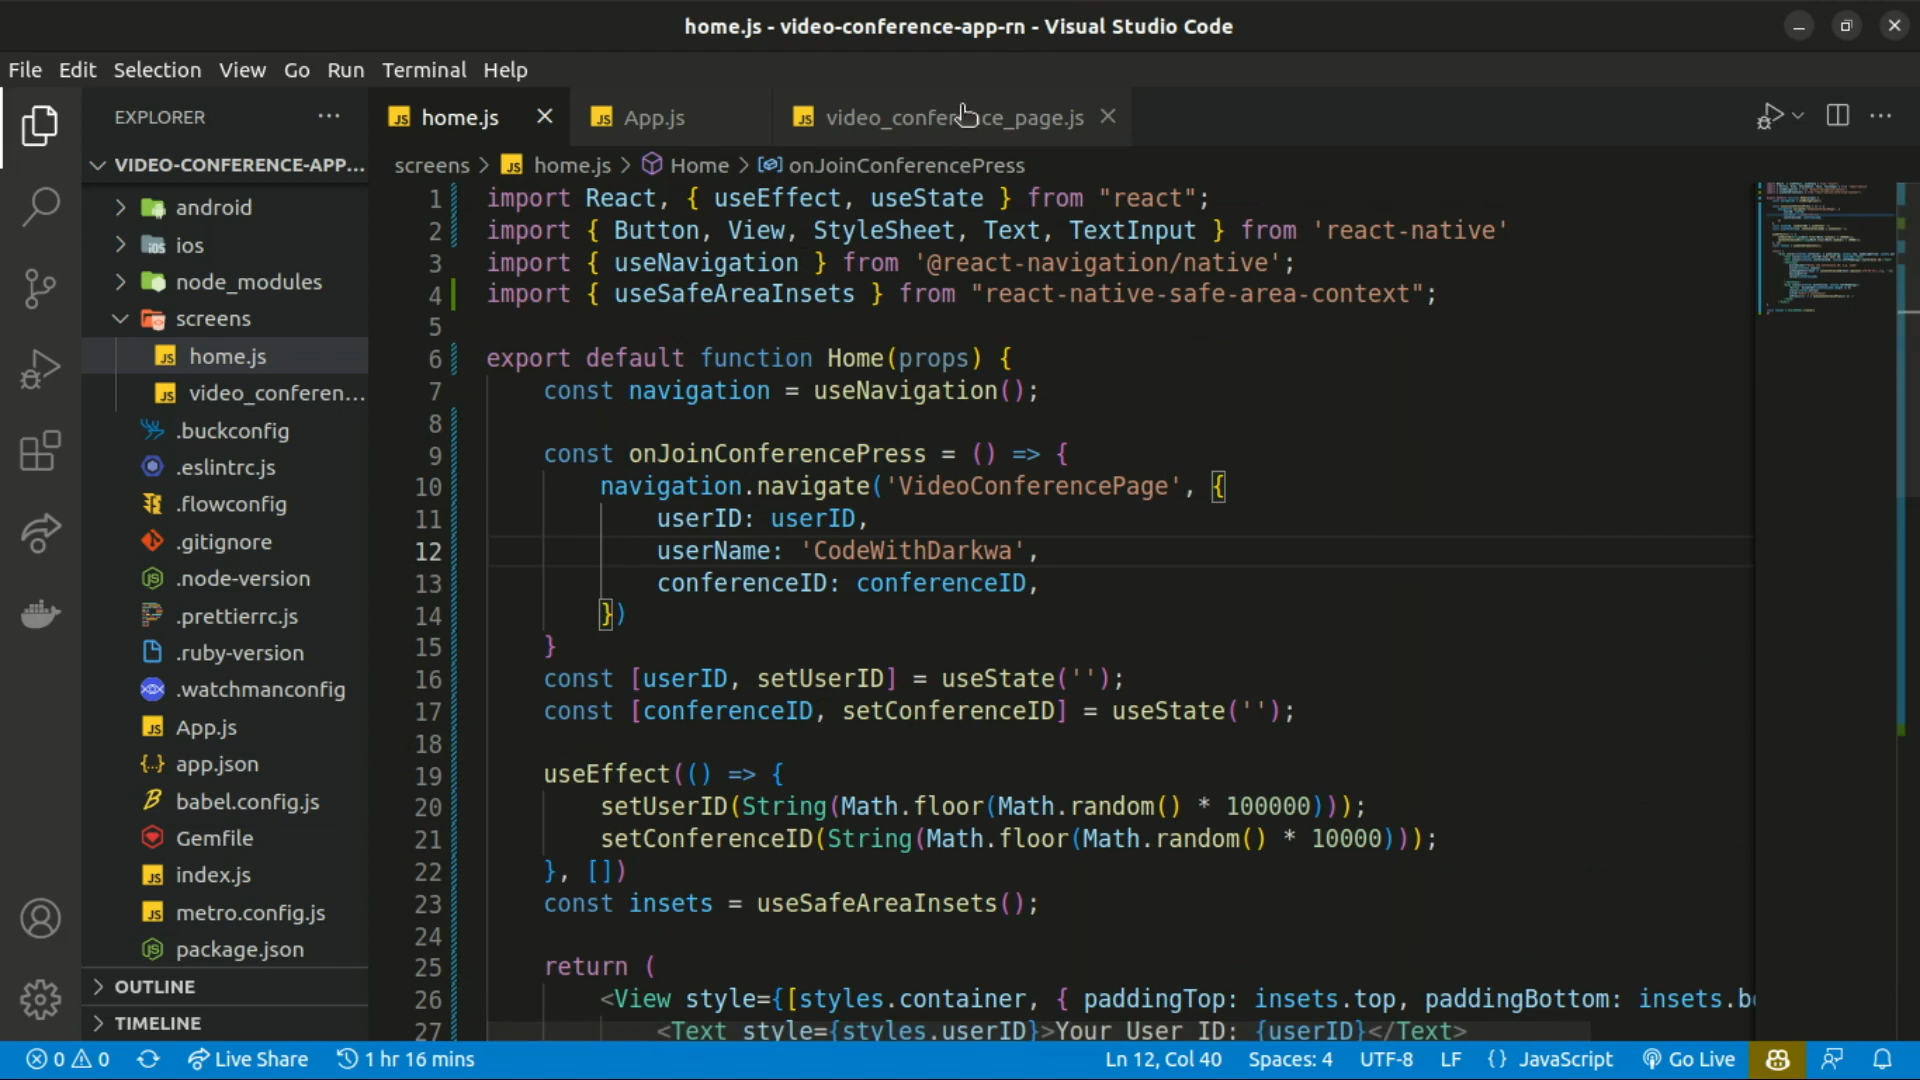 home.js - video-conference-app-rn - Visual Studio Code
File Edit Selection View Go Run Terminal Help
EXPLORER
home.js
App.js
video_conference_page.js
VIDEO-CONFERENCE-APP...
screens > home.js > Home > onJoinConferencePress
android
ios
node_modules
screens
home.js
video_conferen...
.buckconfig
.eslintrc.js
.flowconfig
.gitignore
.node-version
.prettierrc.js
.ruby-version
.watchmanconfig
App.js
app.json
babel.config.js
Gemfile
index.js
metro.config.js
package.json
OUTLINE
TIMELINE
1 import React, { useEffect, useState } from "react";
2 import { Button, View, StyleSheet, Text, TextInput } from 'react-native'
3 import { useNavigation } from '@react-navigation/native';
4 import { useSafeAreaInsets } from "react-native-safe-area-context";
5
6 export default function Home(props) {
7 const navigation = useNavigation();
8
9 const onJoinConferencePress = () => {
10 navigation.navigate('VideoConferencePage', {
11 userID: userID,
12 userName: 'CodeWithDarkwa',
13 conferenceID: conferenceID,
14 })
15 }
16 const [userID, setUserID] = useState('');
17 const [conferenceID, setConferenceID] = useState('');
18
19 useEffect(() => {
20 setUserID(String(Math.floor(Math.random() * 100000)));
21 setConferenceID(String(Math.floor(Math.random() * 10000)));
22 }, [])
23 const insets = useSafeAreaInsets();
24
25 return (
26 <View style={[styles.container, { paddingTop: insets.top, paddingBottom: insets.bo
27 <Text style={styles.userID}>Your User ID: {userID}</Text>
0 0 Live Share 1 hr 16 mins Ln 12, Col 40 Spaces: 4 UTF-8 LF {} JavaScript Go Live